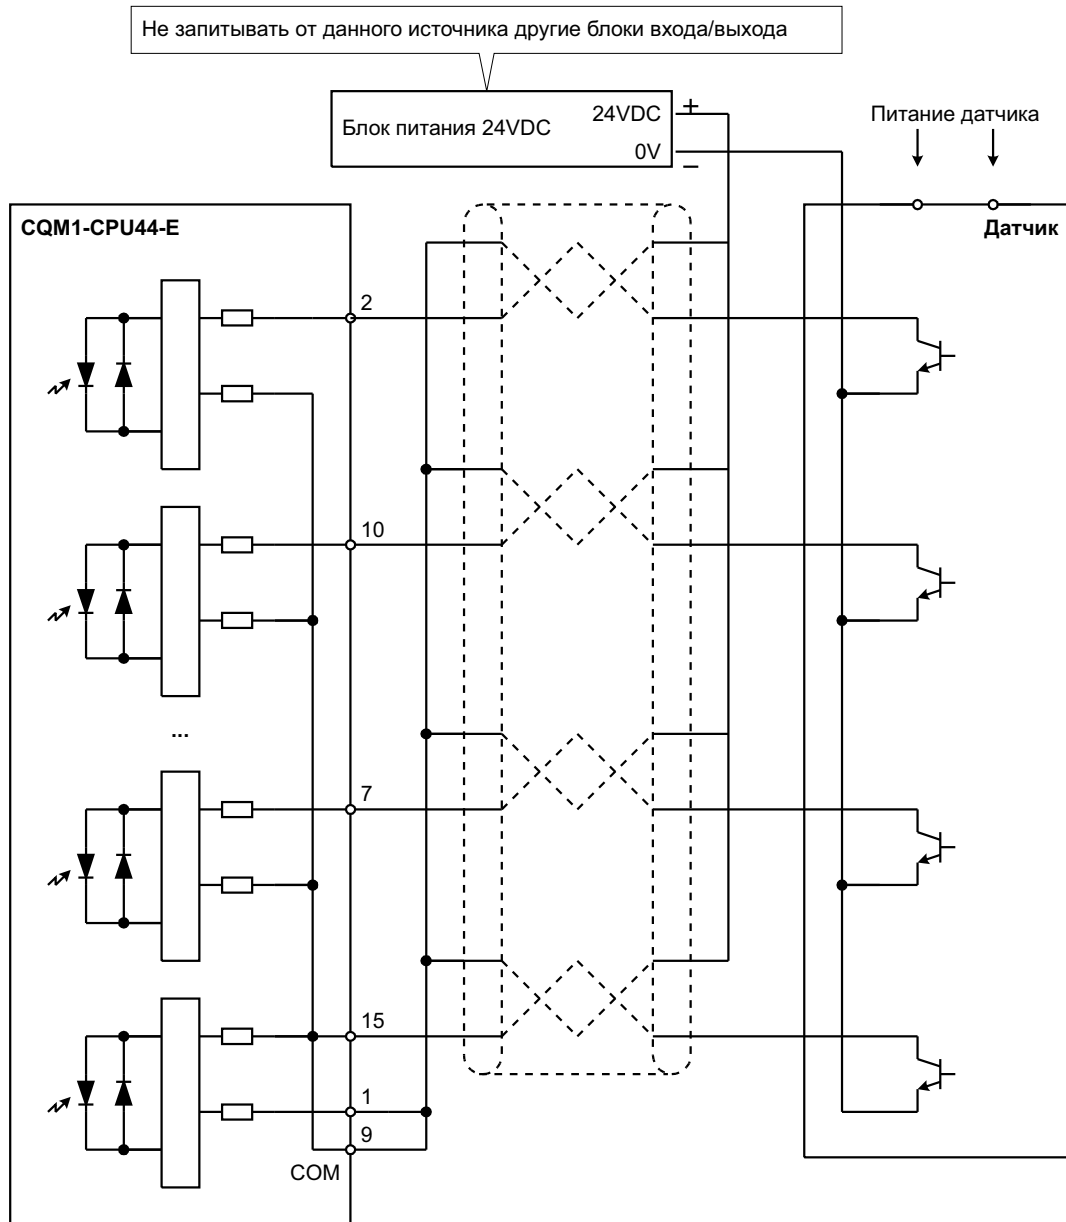 Не запитывать от данного источника другие блоки входа/выхода
Блок питания 24VDC
24VDC
+
0V
–
Питание датчика
CQM1-CPU44-E
Датчик
2
10
...
7
15
1
9
COM